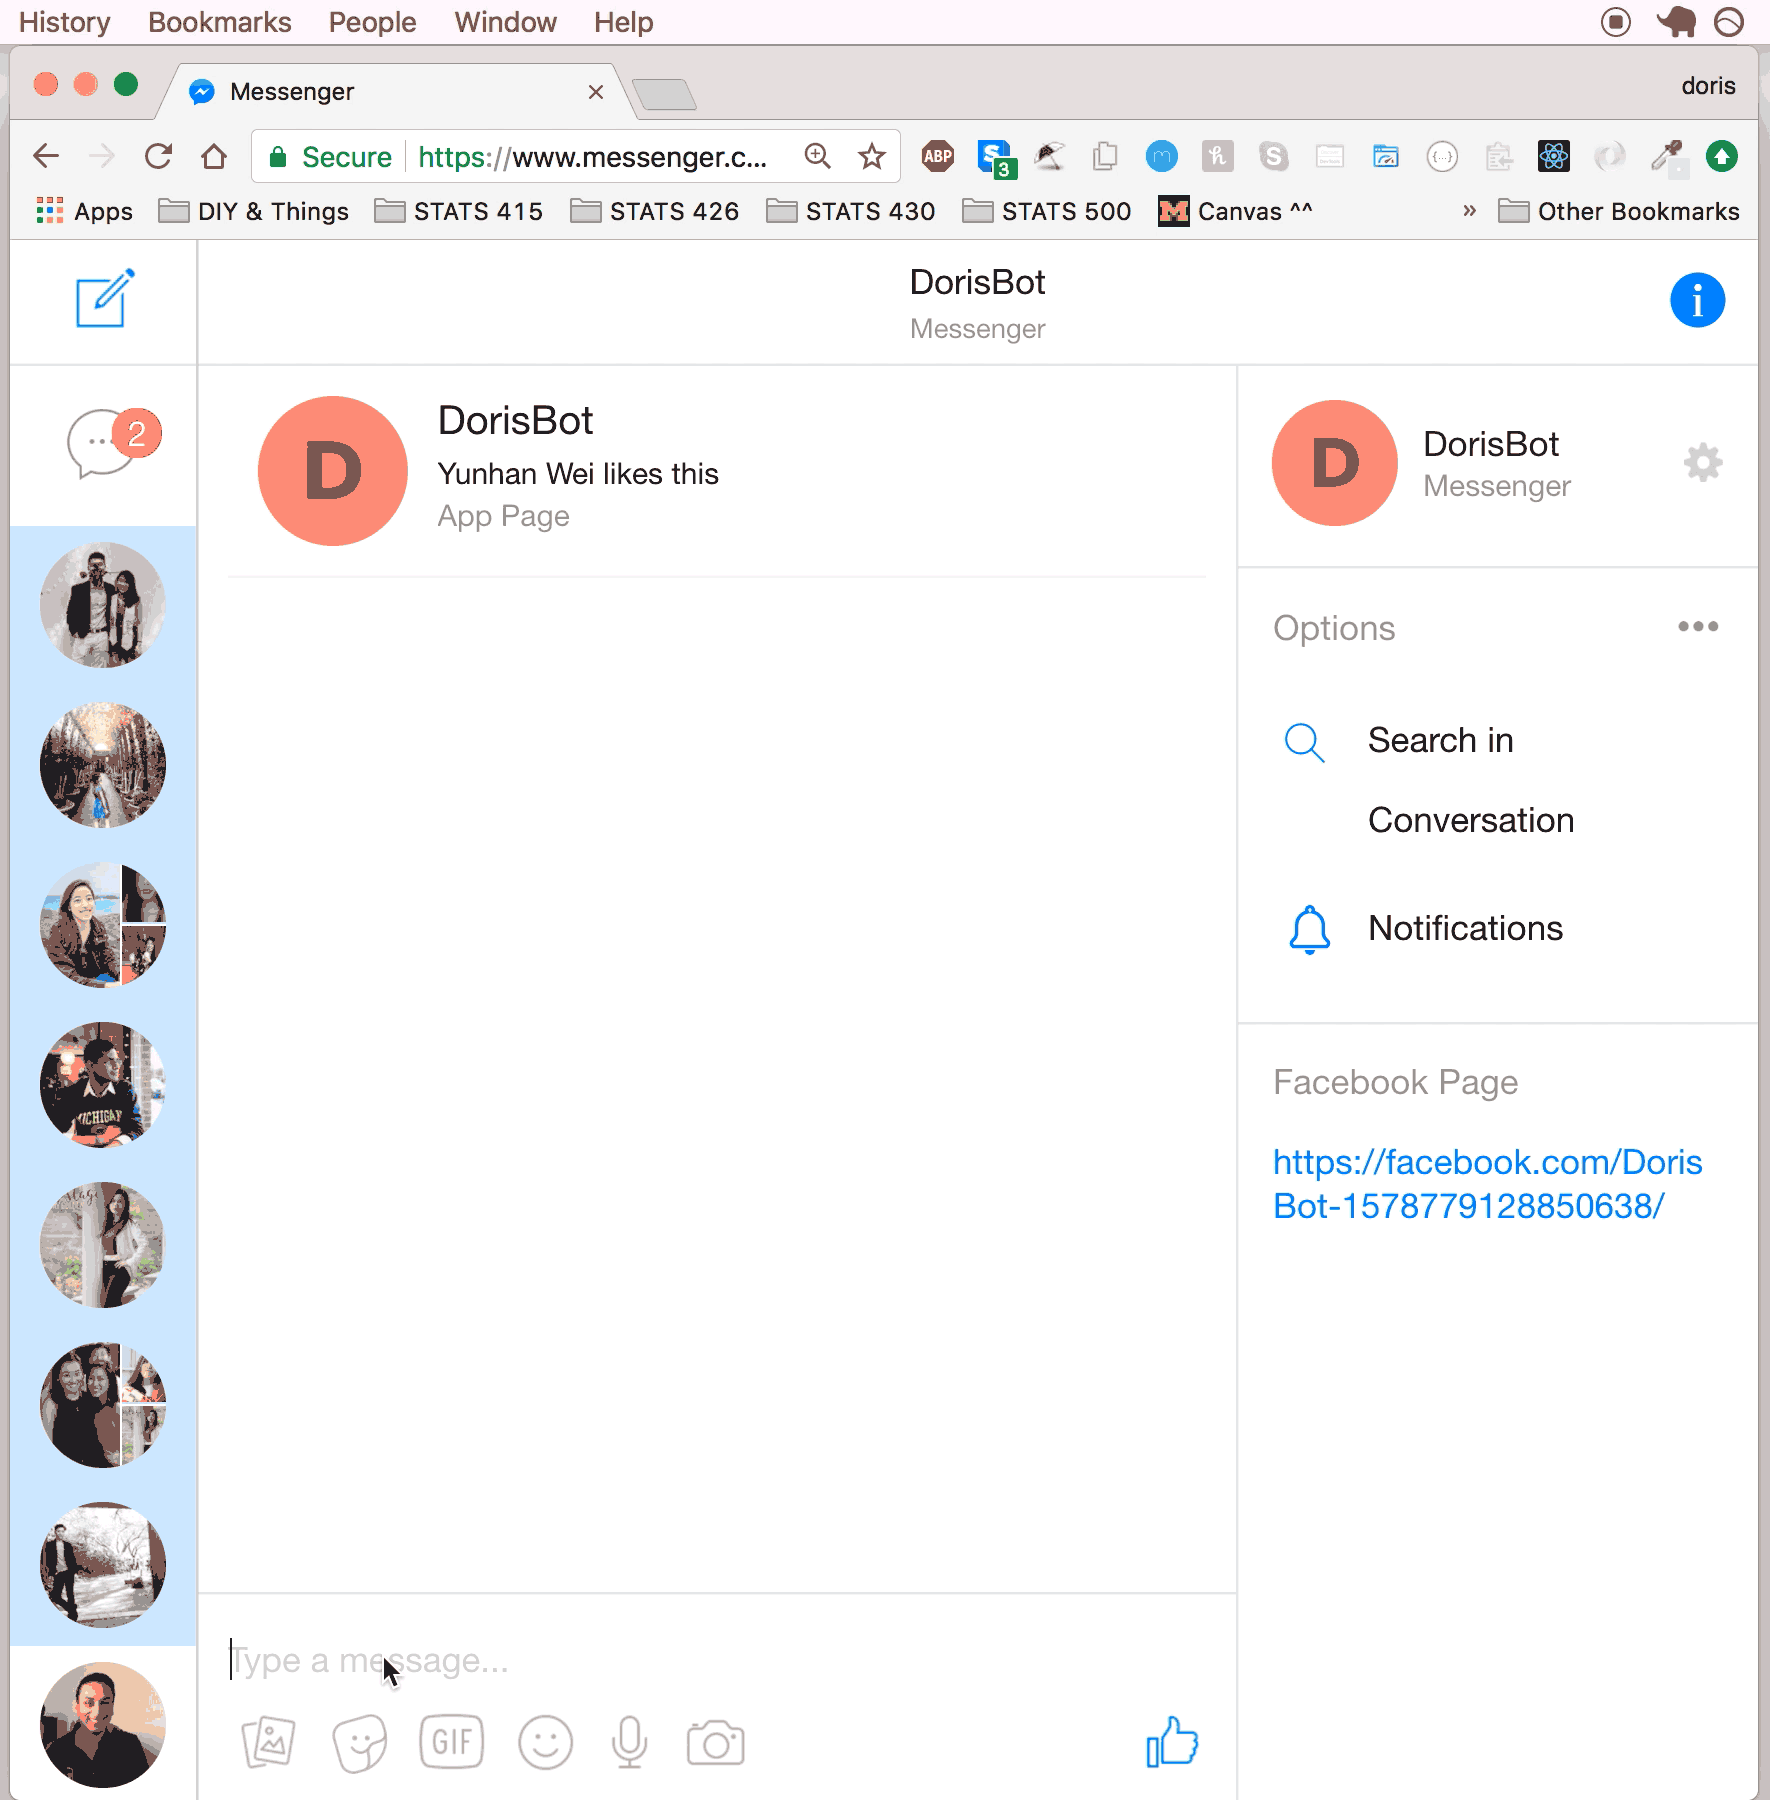 History Bookmarks People Window Help
Messenger
doris
Secure https://www.messenger.c...
ABP
S
3
m
h
S
{...}
Apps DIY & Things STATS 415 STATS 426 STATS 430 STATS 500 M Canvas ^^ » Other Bookmarks
DorisBot
Messenger
i
2
D
DorisBot
Yunhan Wei likes this
App Page
D
DorisBot
Messenger
Options
Search in
Conversation
Notifications
Facebook Page
https://facebook.com/Doris
Bot-1578779128850638/
MICHIGAN
Type a message...
GIF